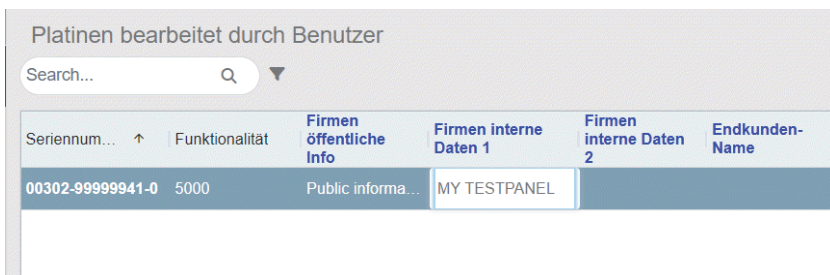 Platinen bearbeitet durch Benutzer
Search...
Seriennum... Funktionalität Firmen öffentliche Info Firmen interne Daten 1 Firmen interne Daten 2 Endkunden-Name
00302-99999941-0 5000 Public informa... MY TESTPANEL